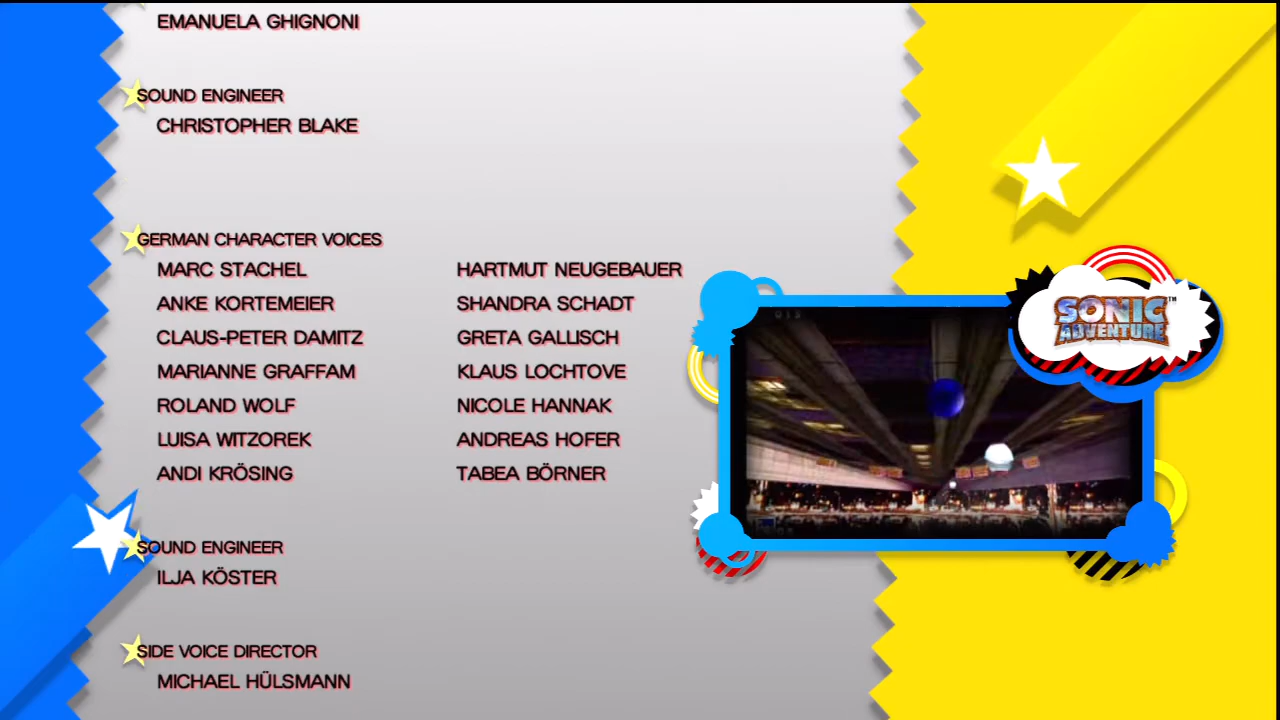 EMANUELA GHIGNONI
SOUND ENGINEER
CHRISTOPHER BLAKE
GERMAN CHARACTER VOICES
MARC STACHEL HARTMUT NEUGEBAUER
ANKE KORTEMEIER SHANDRA SCHADT
CLAUS-PETER DAMITZ GRETA GALLISCH
MARIANNE GRAFFAM KLAUS LOCHTOVE
ROLAND WOLF NICOLE HANNAK
LUISA WITZOREK ANDREAS HOFER
ANDI KRÖSING TABEA BÖRNER
SOUND ENGINEER
ILJA KÖSTER
SIDE VOICE DIRECTOR
MICHAEL HÜLSMANN
SONIC
ADVENTURE™